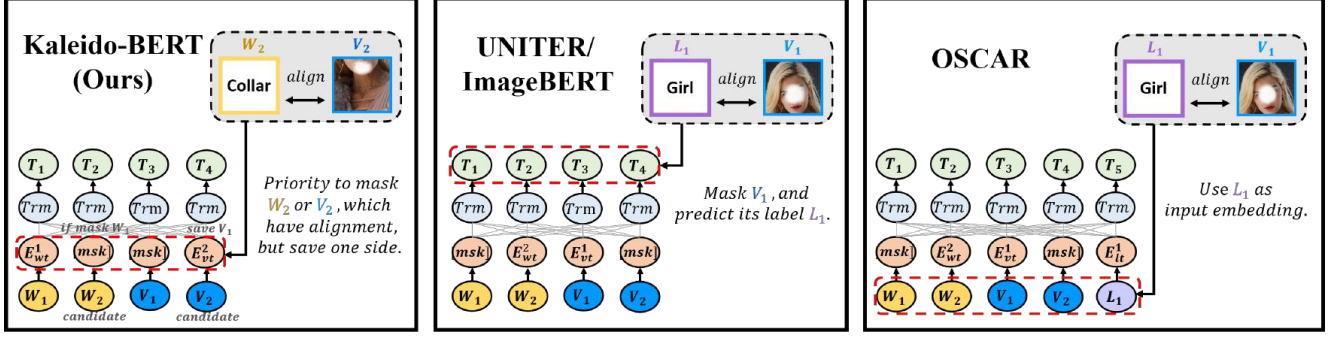 Kaleido-BERT
(Ours)
W₂
V₂
Collar
align
T₁ T₂ T₃ T₄
Trm Trm Trm Trm
if mask W₁ save V₁
E¹wt [msk] [msk] E²vt
W₁ W₂ V₁ V₂
candidate candidate
Priority to mask
W₂ or V₂, which
have alignment,
but save one side.
UNITER/
ImageBERT
L₁
V₁
Girl
align
T₁ T₂ T₃ T₄
Trm Trm Trm Trm
[msk] E²wt E¹vt [msk]
W₁ W₂ V₁ V₂
Mask V₁, and
predict its label L₁.
OSCAR
L₁
V₁
Girl
align
T₁ T₂ T₃ T₄ T₅
Trm Trm Trm Trm Trm
[msk] E²wt E¹vt [msk] E¹lt
W₁ W₂ V₁ V₂ L₁
Use L₁ as
input embedding.